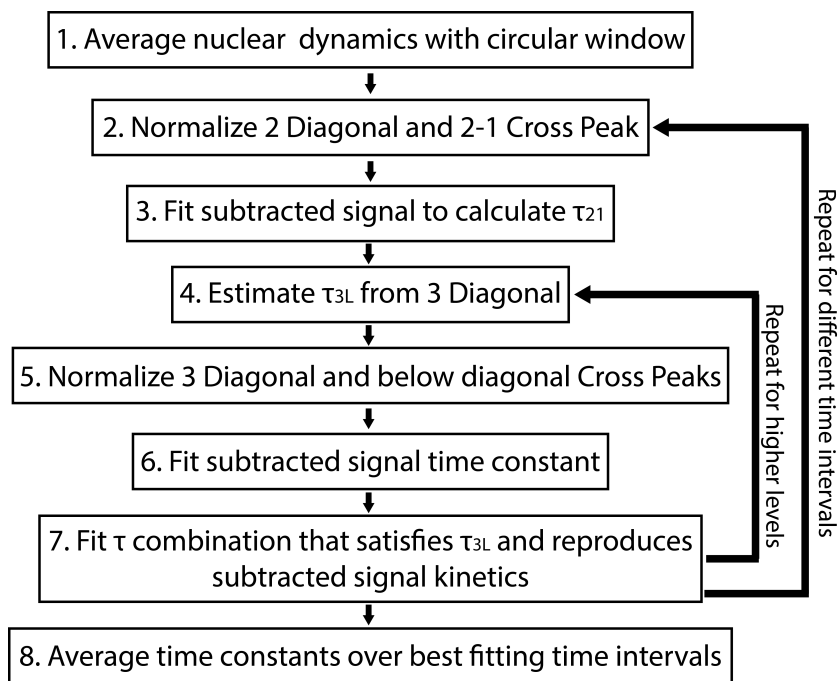 1. Average nuclear dynamics with circular window
2. Normalize 2 Diagonal and 2-1 Cross Peak
3. Fit subtracted signal to calculate τ21
4. Estimate τ3L from 3 Diagonal
5. Normalize 3 Diagonal and below diagonal Cross Peaks
6. Fit subtracted signal time constant
7. Fit τ combination that satisfies τ3L and reproduces
subtracted signal kinetics
8. Average time constants over best fitting time intervals
Repeat for higher levels
Repeat for different time intervals